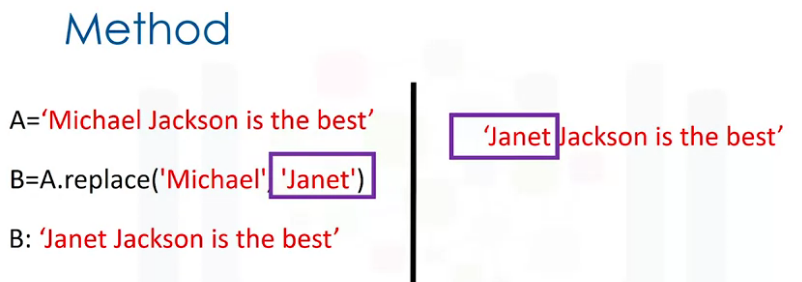 Method
A=‘Michael Jackson is the best’
B=A.replace('Michael', 'Janet')
B: ‘Janet Jackson is the best’
‘Janet Jackson is the best’